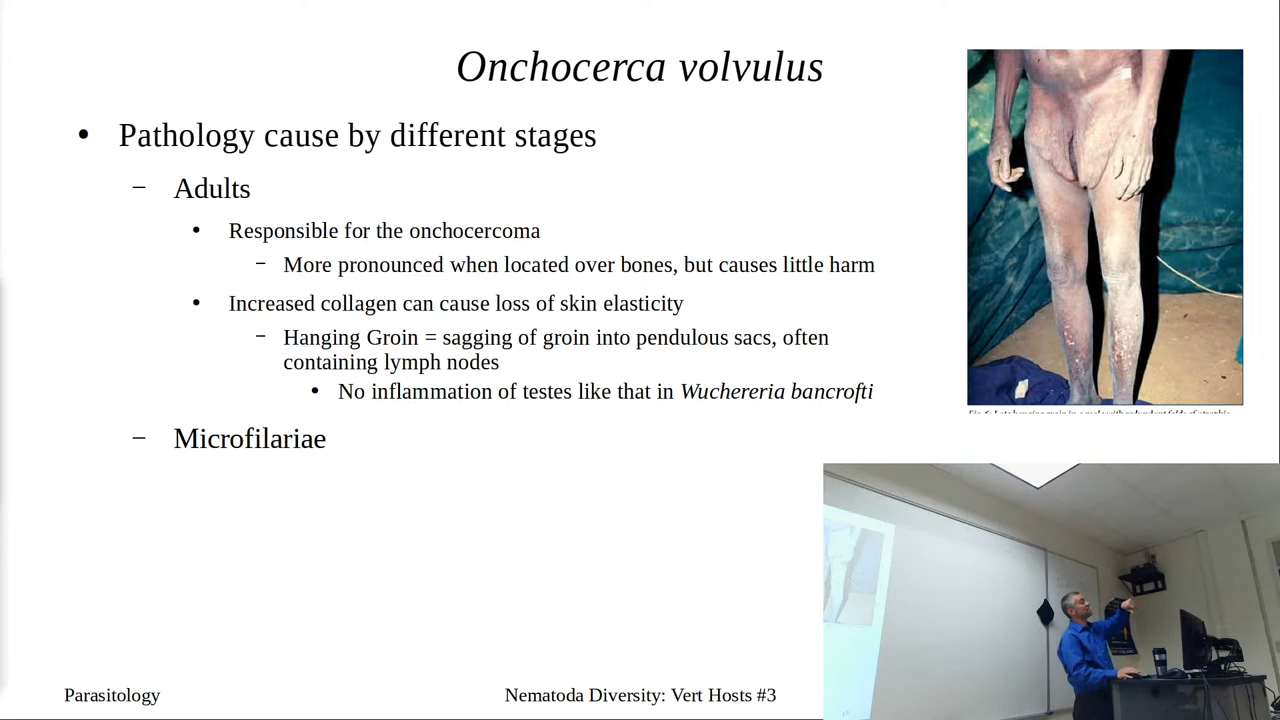 Onchocerca volvulus
• Pathology cause by different stages
– Adults
• Responsible for the onchocercoma
– More pronounced when located over bones, but causes little harm
• Increased collagen can cause loss of skin elasticity
– Hanging Groin = sagging of groin into pendulous sacs, often
containing lymph nodes
• No inflammation of testes like that in Wuchereria bancrofti
– Microfilariae
Parasitology
Nematoda Diversity: Vert Hosts #3